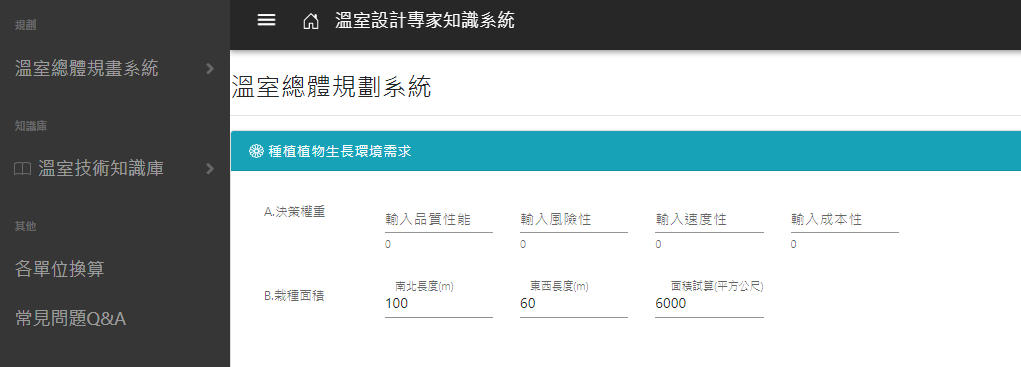 規劃
溫室總體規畫系統
知識庫
溫室技術知識庫
其他
各單位換算
常見問題Q&A
溫室設計專家知識系統
溫室總體規劃系統
種植植物生長環境需求
A.決策權重
輸入品質性能 輸入風險性 輸入速度性 輸入成本性
0 0 0 0
B.栽種面積
南北長度(m) 東西長度(m) 面積試算(平方公尺)
100 60 6000